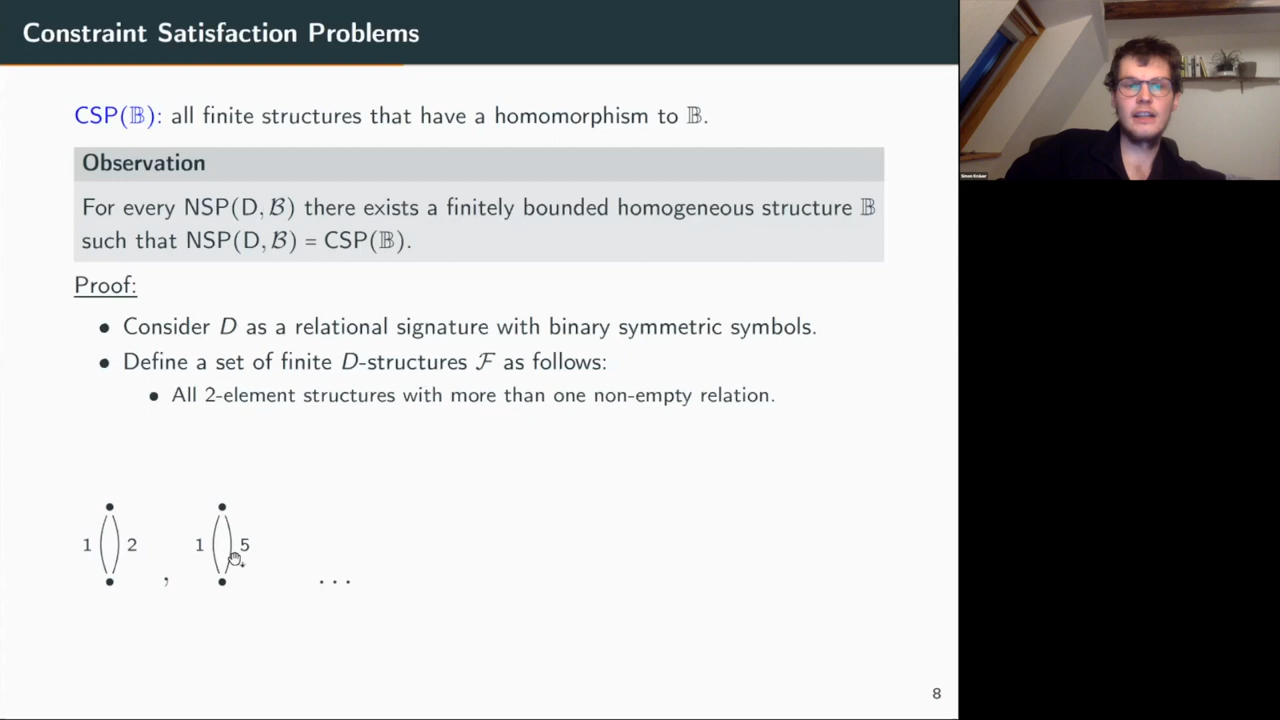 Constraint Satisfaction Problems
CSP(𝔹): all finite structures that have a homomorphism to 𝔹.
Observation
For every NSP(D, ℬ) there exists a finitely bounded homogeneous structure 𝔹
such that NSP(D, ℬ) = CSP(𝔹).
Proof:
• Consider D as a relational signature with binary symmetric symbols.
• Define a set of finite D-structures ℱ as follows:
• All 2-element structures with more than one non-empty relation.
1 2 , 1 5 ...
8
Simon Knäuer